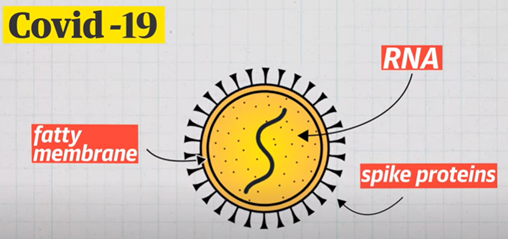 Covid -19
RNA
fatty
membrane
spike proteins